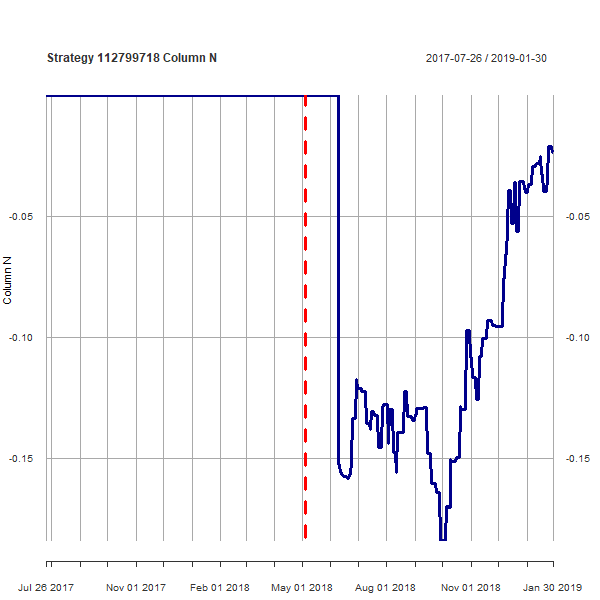 Strategy 112799718 Column N
2017-07-26 / 2019-01-30
-0.05
-0.05
Column N
-0.10
-0.10
-0.15
-0.15
Jul 26 2017
Nov 01 2017
Feb 01 2018
May 01 2018
Aug 01 2018
Nov 01 2018
Jan 30 2019